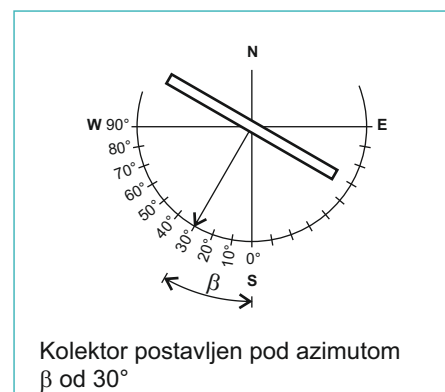 N
W 90° E
80°
70°
60°
50°
40°
30°
20°
10°
0°
β S
Kolektor postavljen pod azimutom
β od 30°